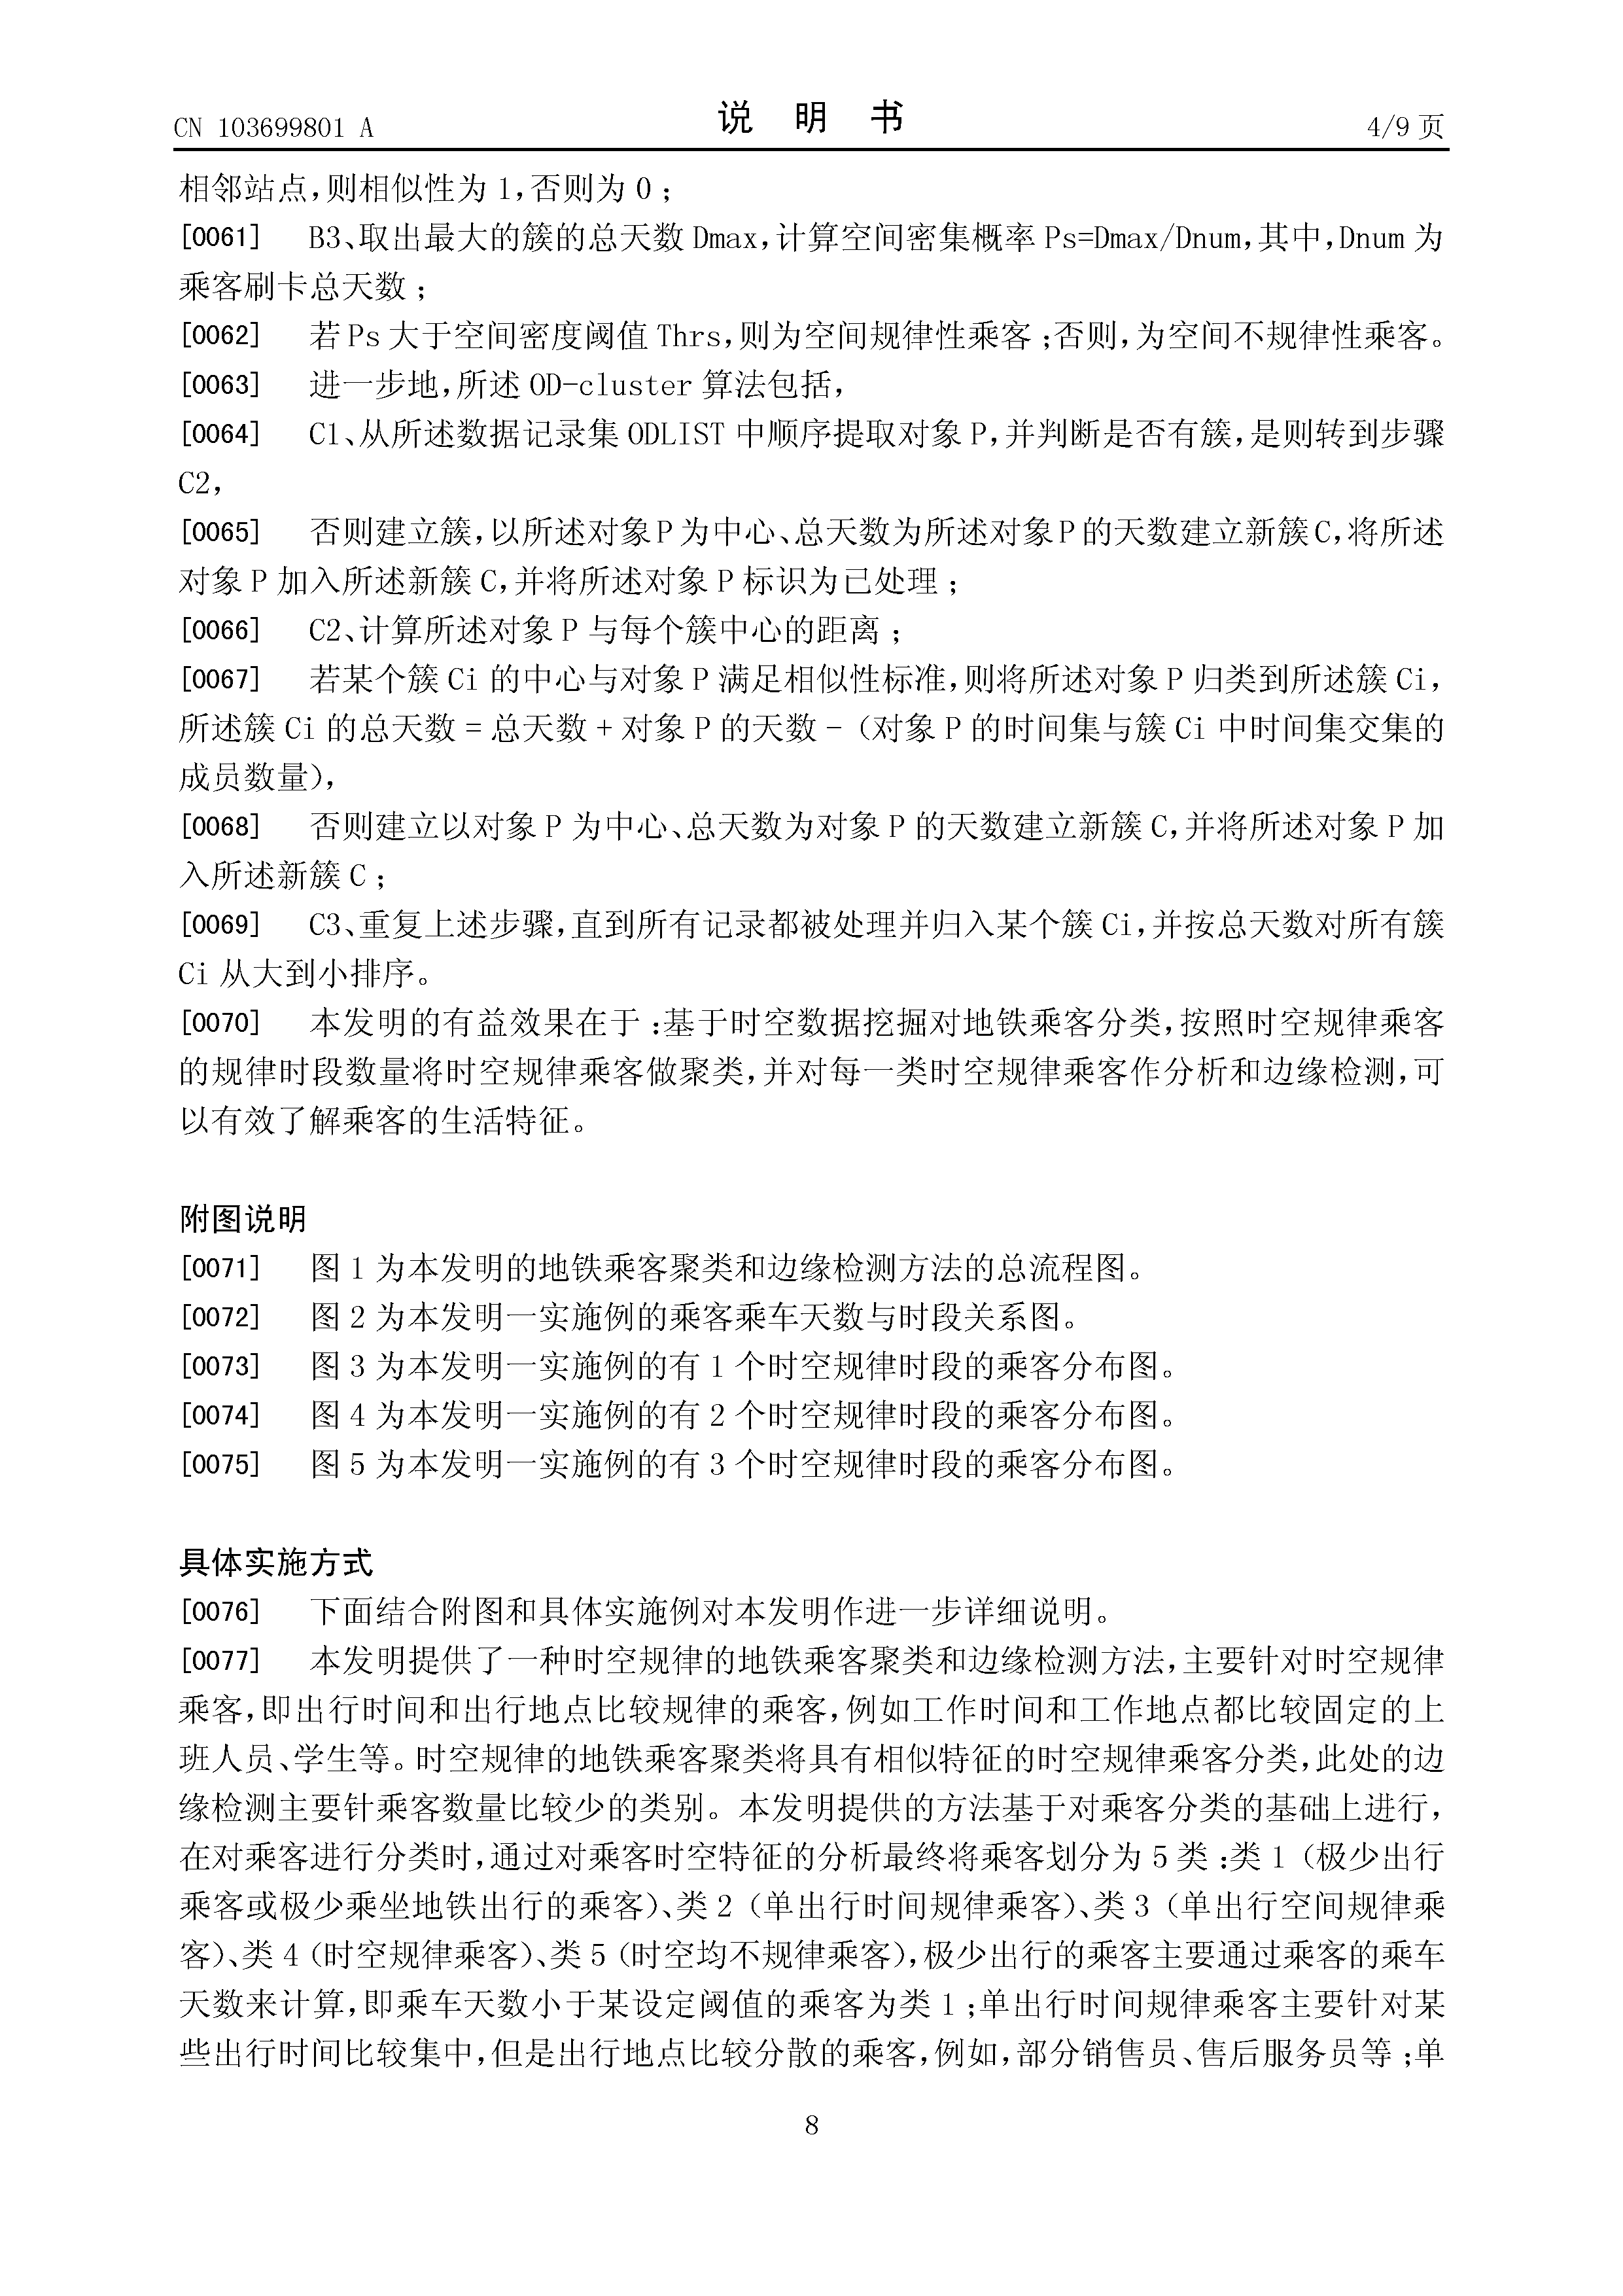 CN 103699801 A
说 明 书
4/9 页
相邻站点,则相似性为 1,否则为 0 ;
[0061] B3、取出最大的簇的总天数 Dmax,计算空间密集概率 Ps=Dmax/Dnum,其中,Dnum 为
乘客刷卡总天数 ;
[0062] 若 Ps 大于空间密度阈值 Thrs,则为空间规律性乘客 ;否则,为空间不规律性乘客。
[0063] 进一步地,所述 OD-cluster 算法包括,
[0064] C1、从所述数据记录集 ODLIST 中顺序提取对象 P,并判断是否有簇,是则转到步骤
C2,
[0065] 否则建立簇,以所述对象 P 为中心、总天数为所述对象 P 的天数建立新簇 C,将所述
对象 P 加入所述新簇 C,并将所述对象 P 标识为已处理 ;
[0066] C2、计算所述对象 P 与每个簇中心的距离 ;
[0067] 若某个簇 Ci 的中心与对象 P 满足相似性标准,则将所述对象 P 归类到所述簇 Ci,
所述簇 Ci 的总天数 = 总天数 + 对象 P 的天数 - (对象 P 的时间集与簇 Ci 中时间集交集的
成员数量),
[0068] 否则建立以对象 P 为中心、总天数为对象 P 的天数建立新簇 C,并将所述对象 P 加
入所述新簇 C ;
[0069] C3、重复上述步骤,直到所有记录都被处理并归入某个簇 Ci,并按总天数对所有簇
Ci 从大到小排序。
[0070] 本发明的有益效果在于 :基于时空数据挖掘对地铁乘客分类,按照时空规律乘客
的规律时段数量将时空规律乘客做聚类,并对每一类时空规律乘客作分析和边缘检测,可
以有效了解乘客的生活特征。
附图说明
[0071] 图 1 为本发明的地铁乘客聚类和边缘检测方法的总流程图。
[0072] 图 2 为本发明一实施例的乘客乘车天数与时段关系图。
[0073] 图 3 为本发明一实施例的有 1 个时空规律时段的乘客分布图。
[0074] 图 4 为本发明一实施例的有 2 个时空规律时段的乘客分布图。
[0075] 图 5 为本发明一实施例的有 3 个时空规律时段的乘客分布图。
具体实施方式
[0076] 下面结合附图和具体实施例对本发明作进一步详细说明。
[0077] 本发明提供了一种时空规律的地铁乘客聚类和边缘检测方法,主要针对时空规律
乘客,即出行时间和出行地点比较规律的乘客,例如工作时间和工作地点都比较固定的上
班人员、学生等。时空规律的地铁乘客聚类将具有相似特征的时空规律乘客分类,此处的边
缘检测主要针乘客数量比较少的类别。本发明提供的方法基于对乘客分类的基础上进行,
在对乘客进行分类时,通过对乘客时空特征的分析最终将乘客划分为 5 类 :类 1 (极少出行
乘客或极少乘坐地铁出行的乘客)、类 2 (单出行时间规律乘客)、类 3 (单出行空间规律乘
客)、类 4 (时空规律乘客)、类 5 (时空均不规律乘客),极少出行的乘客主要通过乘客的乘车
天数来计算,即乘车天数小于某设定阈值的乘客为类 1 ;单出行时间规律乘客主要针对某
些出行时间比较集中,但是出行地点比较分散的乘客,例如,部分销售员、售后服务员等 ;单
8